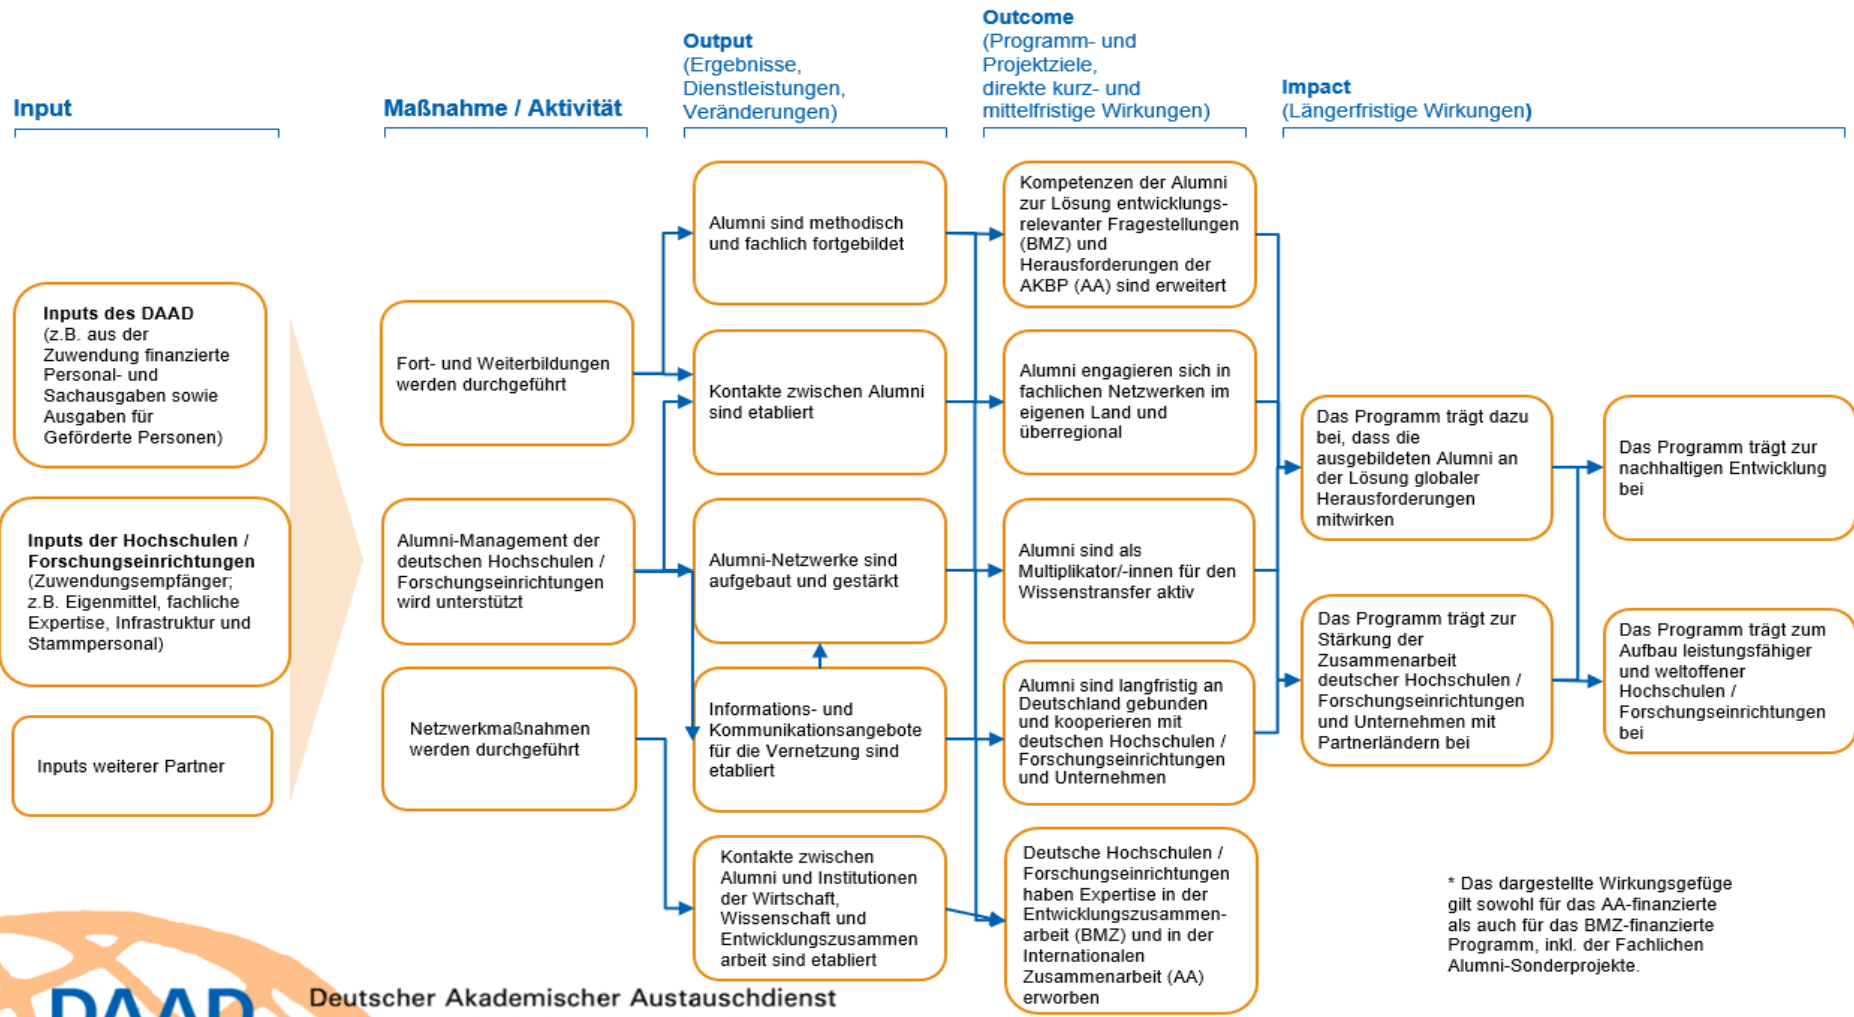 Input
Maßnahme / Aktivität
Output
(Ergebnisse,
Dienstleistungen,
Veränderungen)
Outcome
(Programm- und
Projektziele,
direkte kurz- und
mittelfristige Wirkungen)
Impact
(Längerfristige Wirkungen)
Inputs des DAAD
(z.B. aus der
Zuwendung finanzierte
Personal- und
Sachausgaben sowie
Ausgaben für
Geförderte Personen)
Inputs der Hochschulen /
Forschungseinrichtungen
(Zuwendungsempfänger;
z.B. Eigenmittel, fachliche
Expertise, Infrastruktur und
Stammpersonal)
Inputs weiterer Partner
Fort- und Weiterbildungen
werden durchgeführt
Alumni-Management der
deutschen Hochschulen /
Forschungseinrichtungen
wird unterstützt
Netzwerkmaßnahmen
werden durchgeführt
Alumni sind methodisch
und fachlich fortgebildet
Kontakte zwischen Alumni
sind etabliert
Alumni-Netzwerke sind
aufgebaut und gestärkt
Informations- und
Kommunikationsangebote
für die Vernetzung sind
etabliert
Kontakte zwischen
Alumni und Institutionen
der Wirtschaft,
Wissenschaft und
Entwicklungszusammen
arbeit sind etabliert
Kompetenzen der Alumni
zur Lösung entwicklungs-
relevanter Fragestellungen
(BMZ) und
Herausforderungen der
AKBP (AA) sind erweitert
Alumni engagieren sich in
fachlichen Netzwerken im
eigenen Land und
überregional
Alumni sind als
Multiplikator/-innen für den
Wissenstransfer aktiv
Alumni sind langfristig an
Deutschland gebunden
und kooperieren mit
deutschen Hochschulen /
Forschungseinrichtungen
und Unternehmen
Deutsche Hochschulen /
Forschungseinrichtungen
haben Expertise in der
Entwicklungszusammen-
arbeit (BMZ) und in der
Internationalen
Zusammenarbeit (AA)
erworben
Das Programm trägt dazu
bei, dass die
ausgebildeten Alumni an
der Lösung globaler
Herausforderungen
mitwirken
Das Programm trägt zur
Stärkung der
Zusammenarbeit
deutscher Hochschulen /
Forschungseinrichtungen
und Unternehmen mit
Partnerländern bei
Das Programm trägt zur
nachhaltigen Entwicklung
bei
Das Programm trägt zum
Aufbau leistungsfähiger
und weltoffener
Hochschulen /
Forschungseinrichtungen
bei
* Das dargestellte Wirkungsgefüge
gilt sowohl für das AA-finanzierte
als auch für das BMZ-finanzierte
Programm, inkl. der Fachlichen
Alumni-Sonderprojekte.
DAAD
Deutscher Akademischer Austauschdienst